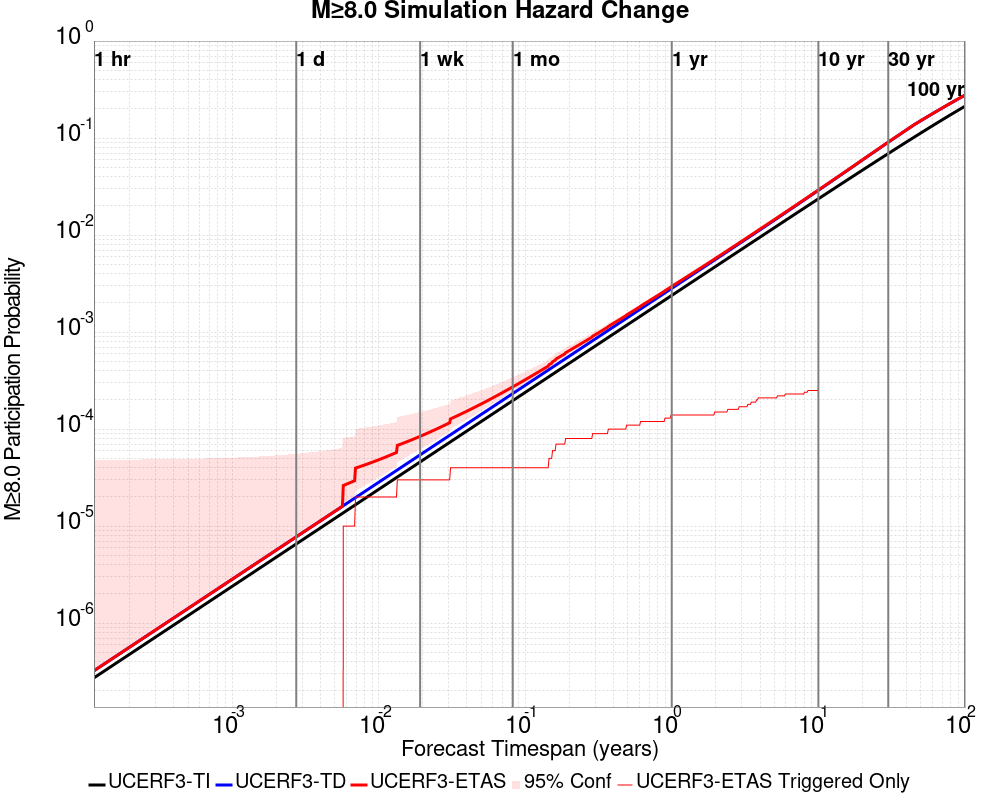 M≥8.0 Simulation Hazard Change
10^0
1 hr
1 d
1 wk
1 mo
1 yr
10 yr
30 yr
100 yr
10^-1
10^-2
10^-3
10^-4
10^-5
10^-6
M≥8.0 Participation Probability
10^-3
10^-2
10^-1
10^0
10^1
10^2
Forecast Timespan (years)
UCERF3-TI
UCERF3-TD
UCERF3-ETAS
95% Conf
UCERF3-ETAS Triggered Only